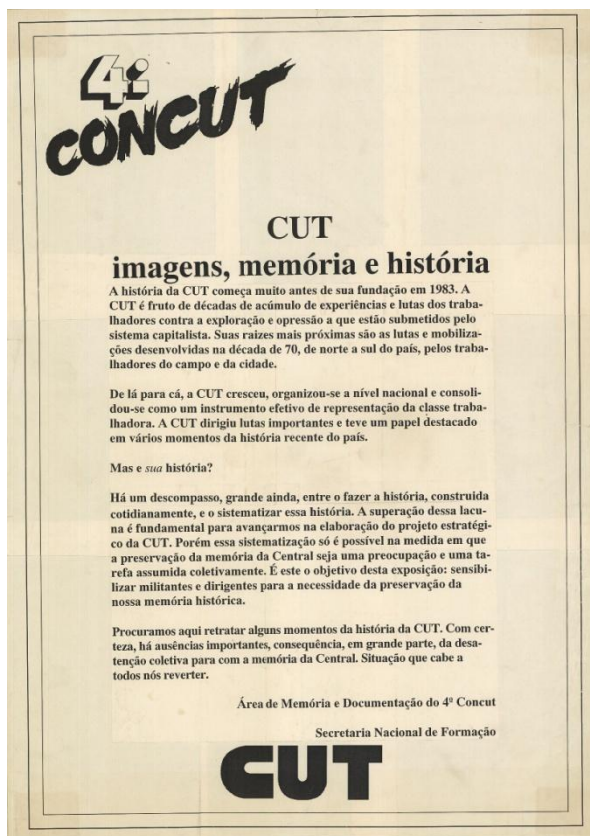 4º
CONCUT
CUT
imagens, memória e história
A história da CUT começa muito antes de sua fundação em 1983. A
CUT é fruto de décadas de acúmulo de experiências e lutas dos traba-
lhadores contra a exploração e opressão a que estão submetidos pelo
sistema capitalista. Suas raizes mais próximas são as lutas e mobiliza-
ções desenvolvidas na década de 70, de norte a sul do país, pelos traba-
lhadores do campo e da cidade.
De lá para cá, a CUT cresceu, organizou-se a nível nacional e consoli-
dou-se como um instrumento efetivo de representação da classe traba-
lhadora. A CUT dirigiu lutas importantes e teve um papel destacado
em vários momentos da história recente do país.
Mas e sua história?
Há um descompasso, grande ainda, entre o fazer a história, construida
cotidianamente, e o sistematizar essa história. A superação dessa lacu-
na é fundamental para avançarmos na elaboração do projeto estratégi-
co da CUT. Porém essa sistematização só é possível na medida em que
a preservação da memória da Central seja uma preocupação e uma ta-
refa assumida coletivamente. É este o objetivo desta exposição: sensibi-
lizar militantes e dirigentes para a necessidade da preservação da
nossa memória histórica.
Procuramos aqui retratar alguns momentos da história da CUT. Com cer-
teza, há ausências importantes, consequência, em grande parte, da desa-
tenção coletiva para com a memória da Central. Situação que cabe a
todos nós reverter.
Área de Memória e Documentação do 4º Concut
Secretaria Nacional de Formação
CUT